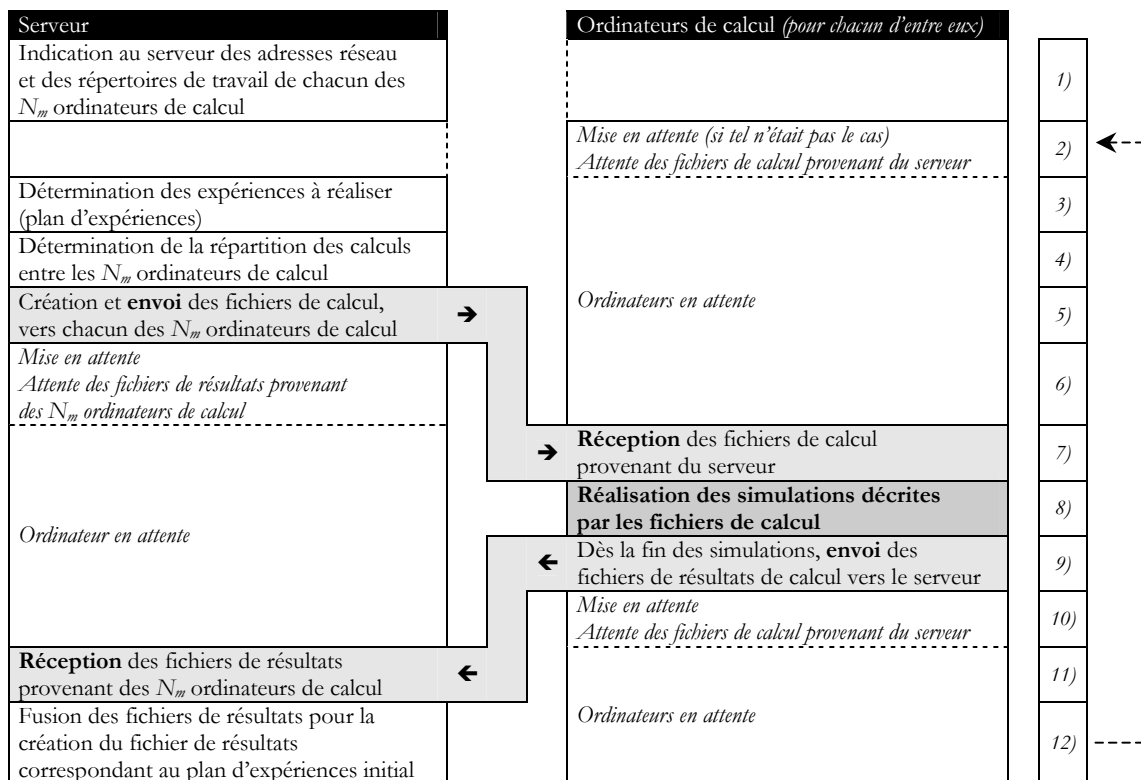 Serveur
Ordinateurs de calcul (pour chacun d'entre eux)
Indication au serveur des adresses réseau
et des répertoires de travail de chacun des
Nm ordinateurs de calcul
1)
Mise en attente (si tel n'était pas le cas)
Attente des fichiers de calcul provenant du serveur
2)
Détermination des expériences à réaliser
(plan d'expériences)
3)
Détermination de la répartition des calculs
entre les Nm ordinateurs de calcul
4)
Création et envoi des fichiers de calcul,
vers chacun des Nm ordinateurs de calcul
➔
Ordinateurs en attente
5)
Mise en attente
Attente des fichiers de résultats provenant
des Nm ordinateurs de calcul
6)
➔
Réception des fichiers de calcul
provenant du serveur
7)
Réalisation des simulations décrites
par les fichiers de calcul
8)
Ordinateur en attente
Dès la fin des simulations, envoi des
fichiers de résultats de calcul vers le serveur
9)
Mise en attente
Attente des fichiers de calcul provenant du serveur
10)
Réception des fichiers de résultats
provenant des Nm ordinateurs de calcul
11)
Fusion des fichiers de résultats pour la
création du fichier de résultats
correspondant au plan d'expériences initial
Ordinateurs en attente
12)